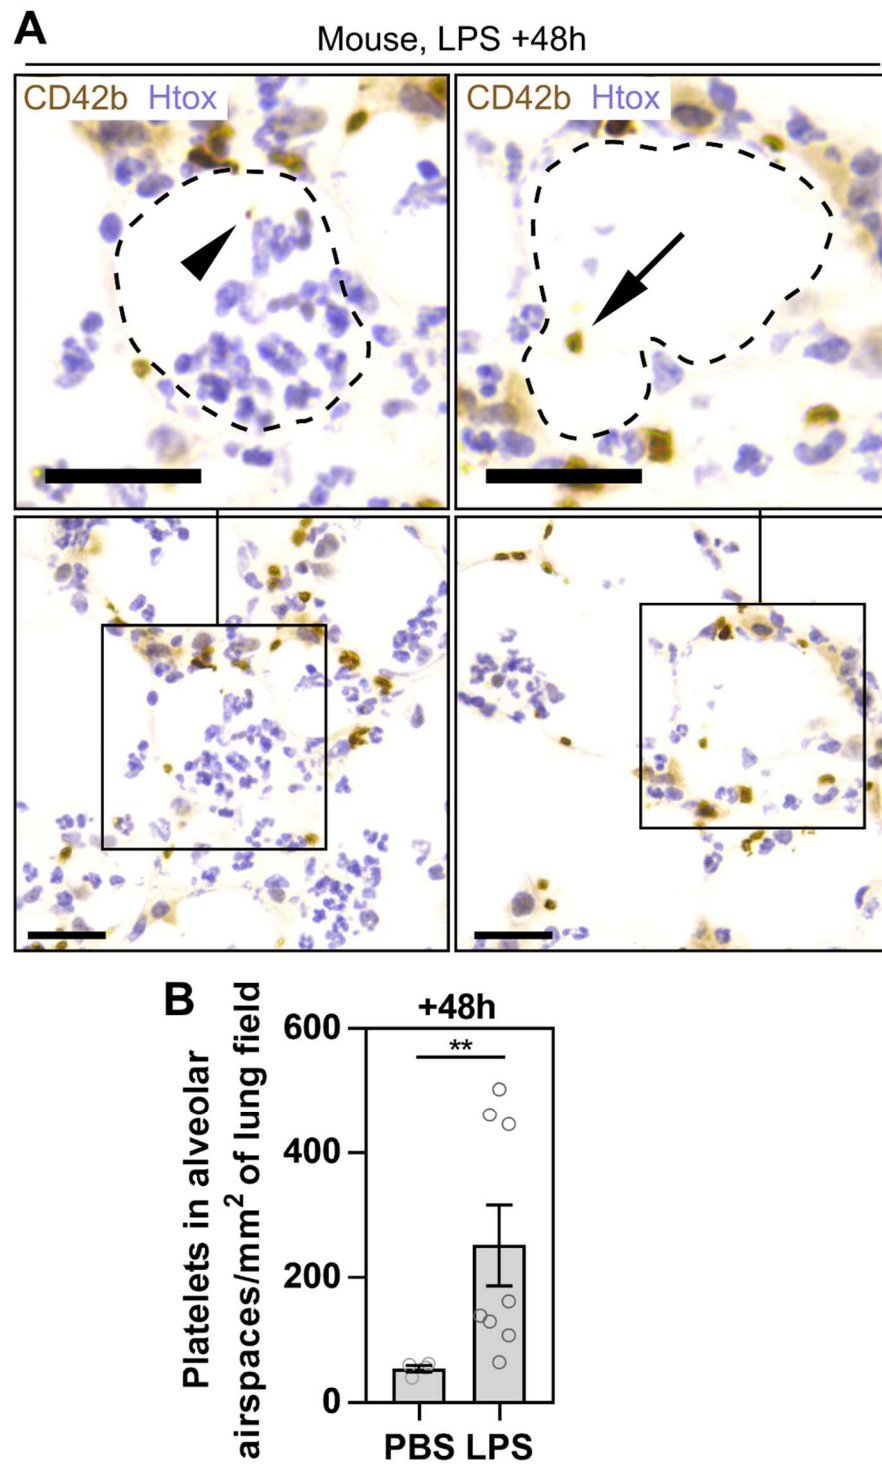 A
Mouse, LPS +48h
CD42b Htox
CD42b Htox
B
+48h
**
Platelets in alveolar
airspaces/mm² of lung field
600
400
200
0
PBS LPS